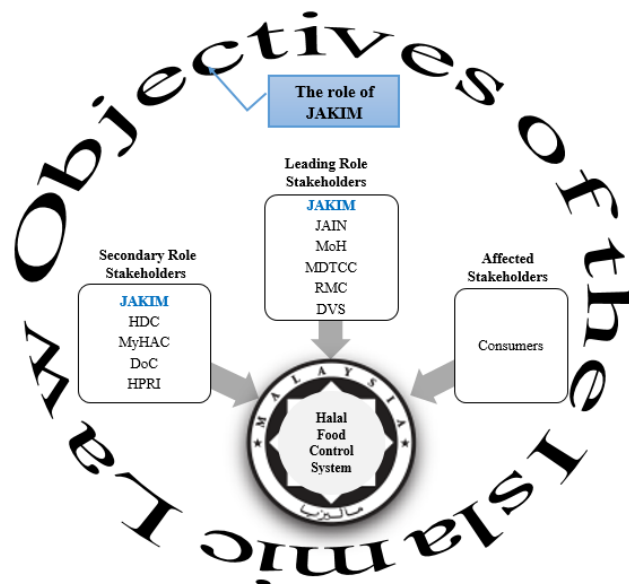 Objectives of the Islamic Law
The role of
JAKIM
Leading Role
Stakeholders
JAKIM
JAIN
MoH
MDTCC
RMC
DVS
Secondary Role
Stakeholders
JAKIM
HDC
MyHAC
DoC
HPRI
Affected
Stakeholders
Consumers
MALAYSIA
Halal
Food
Control
System
مـاليزيـا